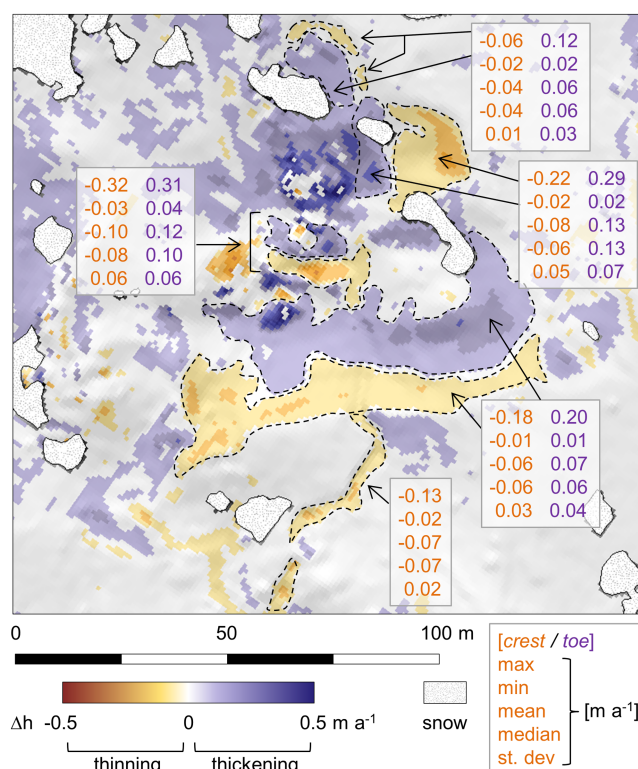 -0.06 0.12
-0.02 0.02
-0.04 0.06
-0.04 0.06
0.01 0.03
-0.32 0.31
-0.03 0.04
-0.10 0.12
-0.08 0.10
0.06 0.06
-0.22 0.29
-0.02 0.02
-0.08 0.13
-0.06 0.13
0.05 0.07
-0.18 0.20
-0.01 0.01
-0.06 0.07
-0.06 0.06
0.03 0.04
-0.13
-0.02
-0.07
-0.07
0.02
0 50 100 m
Δh -0.5 0 0.5 m a⁻¹
thinning thickening
snow
[crest / toe]
max
min
mean
median
st. dev
[m a⁻¹]